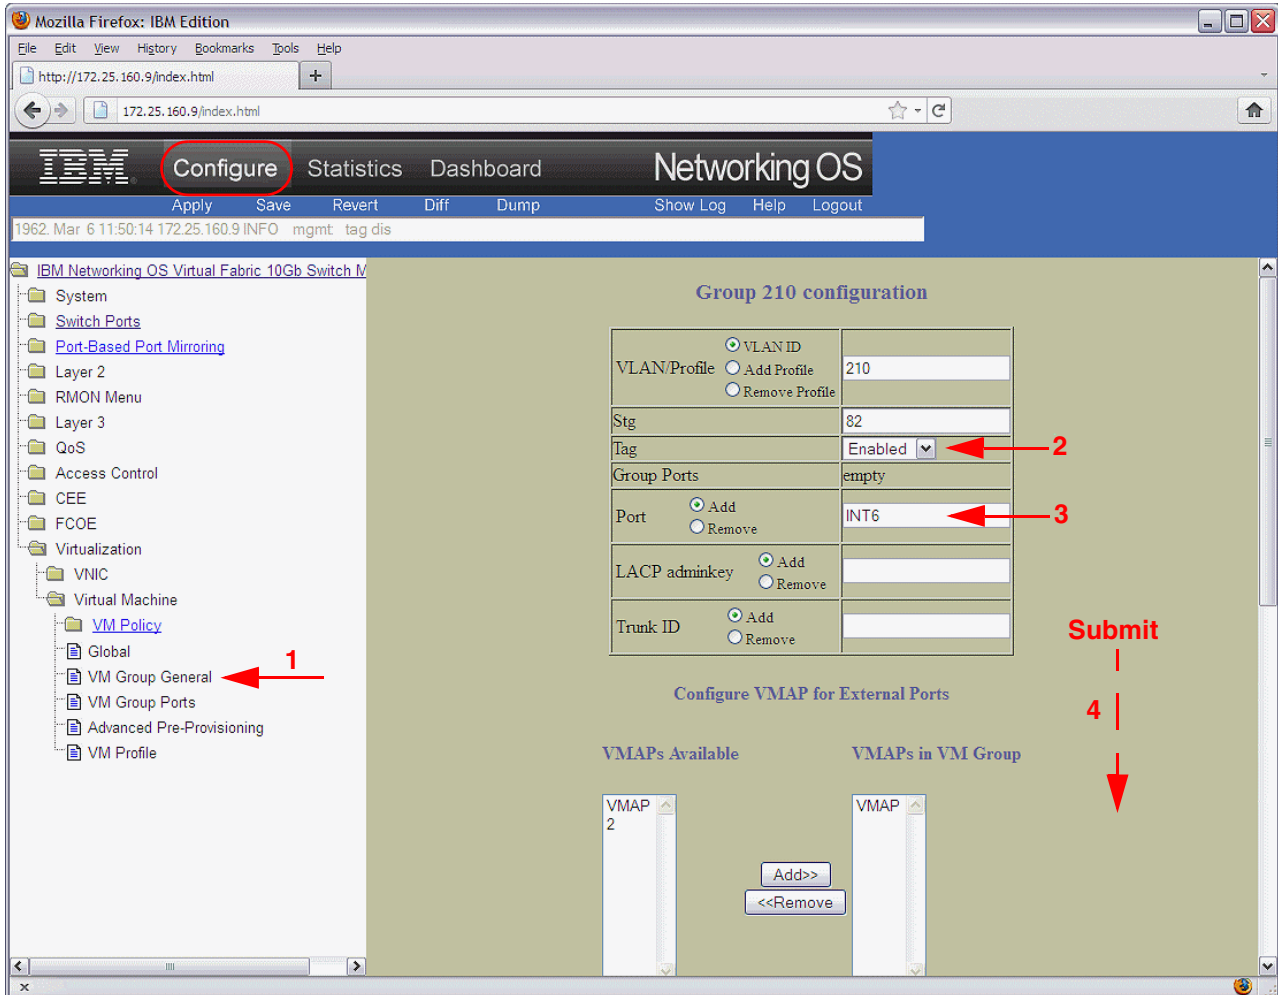 Mozilla Firefox: IBM Edition
File Edit View History Bookmarks Tools Help
http://172.25.160.9/index.html
172.25.160.9/index.html
IBM. Configure Statistics Dashboard Networking OS
Apply Save Revert Diff Dump Show Log Help Logout
1962. Mar 6 11:50:14 172.25.160.9 INFO mgmt: tag dis
IBM Networking OS Virtual Fabric 10Gb Switch M
System
Switch Ports
Port-Based Port Mirroring
Layer 2
RMON Menu
Layer 3
QoS
Access Control
CEE
FCOE
Virtualization
VNIC
Virtual Machine
VM Policy
Global
VM Group General
1
VM Group Ports
Advanced Pre-Provisioning
VM Profile
Group 210 configuration
VLAN/Profile
VLAN ID
Add Profile
Remove Profile
210
Stg 82
Tag Enabled
2
Group Ports empty
Port
Add
Remove
INT6
3
LACP adminkey
Add
Remove
Trunk ID
Add
Remove
Submit
4
Configure VMAP for External Ports
VMAPs Available VMAPs in VM Group
VMAP
2
VMAP
Add>>
<<Remove
x